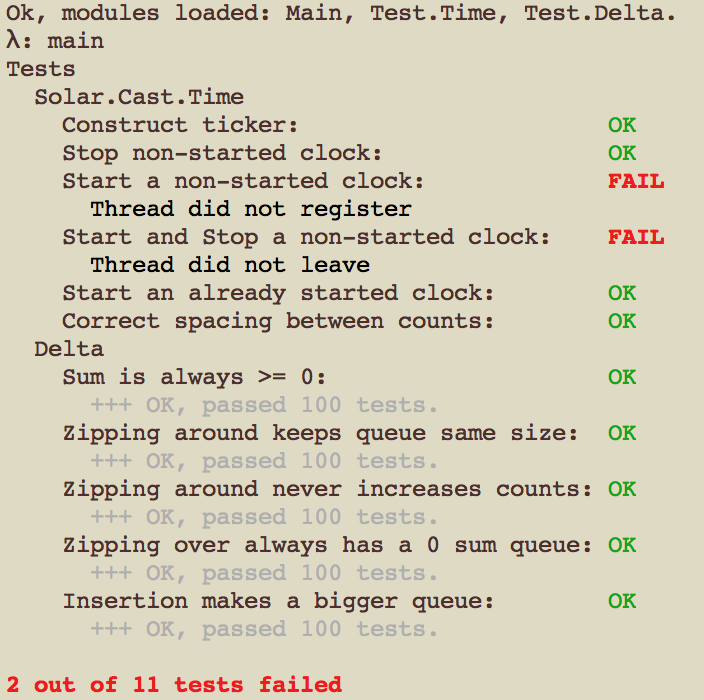 Ok, modules loaded: Main, Test.Time, Test.Delta.
λ: main
Tests
  Solar.Cast.Time
    Construct ticker:                      OK
    Stop non-started clock:                OK
    Start a non-started clock:             FAIL
      Thread did not register
    Start and Stop a non-started clock:    FAIL
      Thread did not leave
    Start an already started clock:        OK
    Correct spacing between counts:        OK
  Delta
    Sum is always >= 0:                    OK
      +++ OK, passed 100 tests.
    Zipping around keeps queue same size:  OK
      +++ OK, passed 100 tests.
    Zipping around never increases counts: OK
      +++ OK, passed 100 tests.
    Zipping over always has a 0 sum queue: OK
      +++ OK, passed 100 tests.
    Insertion makes a bigger queue:        OK
      +++ OK, passed 100 tests.

2 out of 11 tests failed